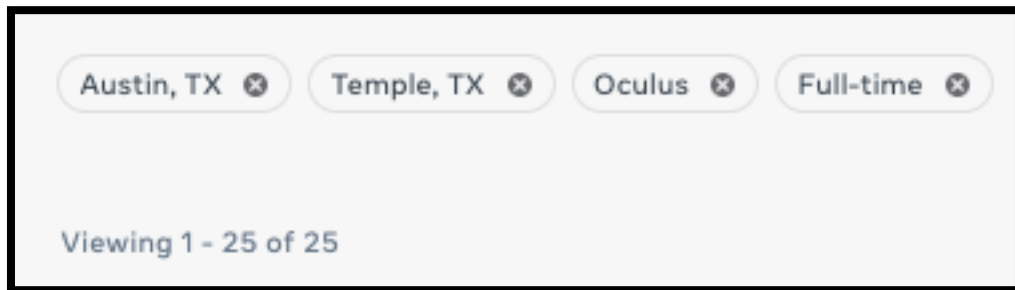 Austin, TX Temple, TX Oculus Full-time
Viewing 1 - 25 of 25